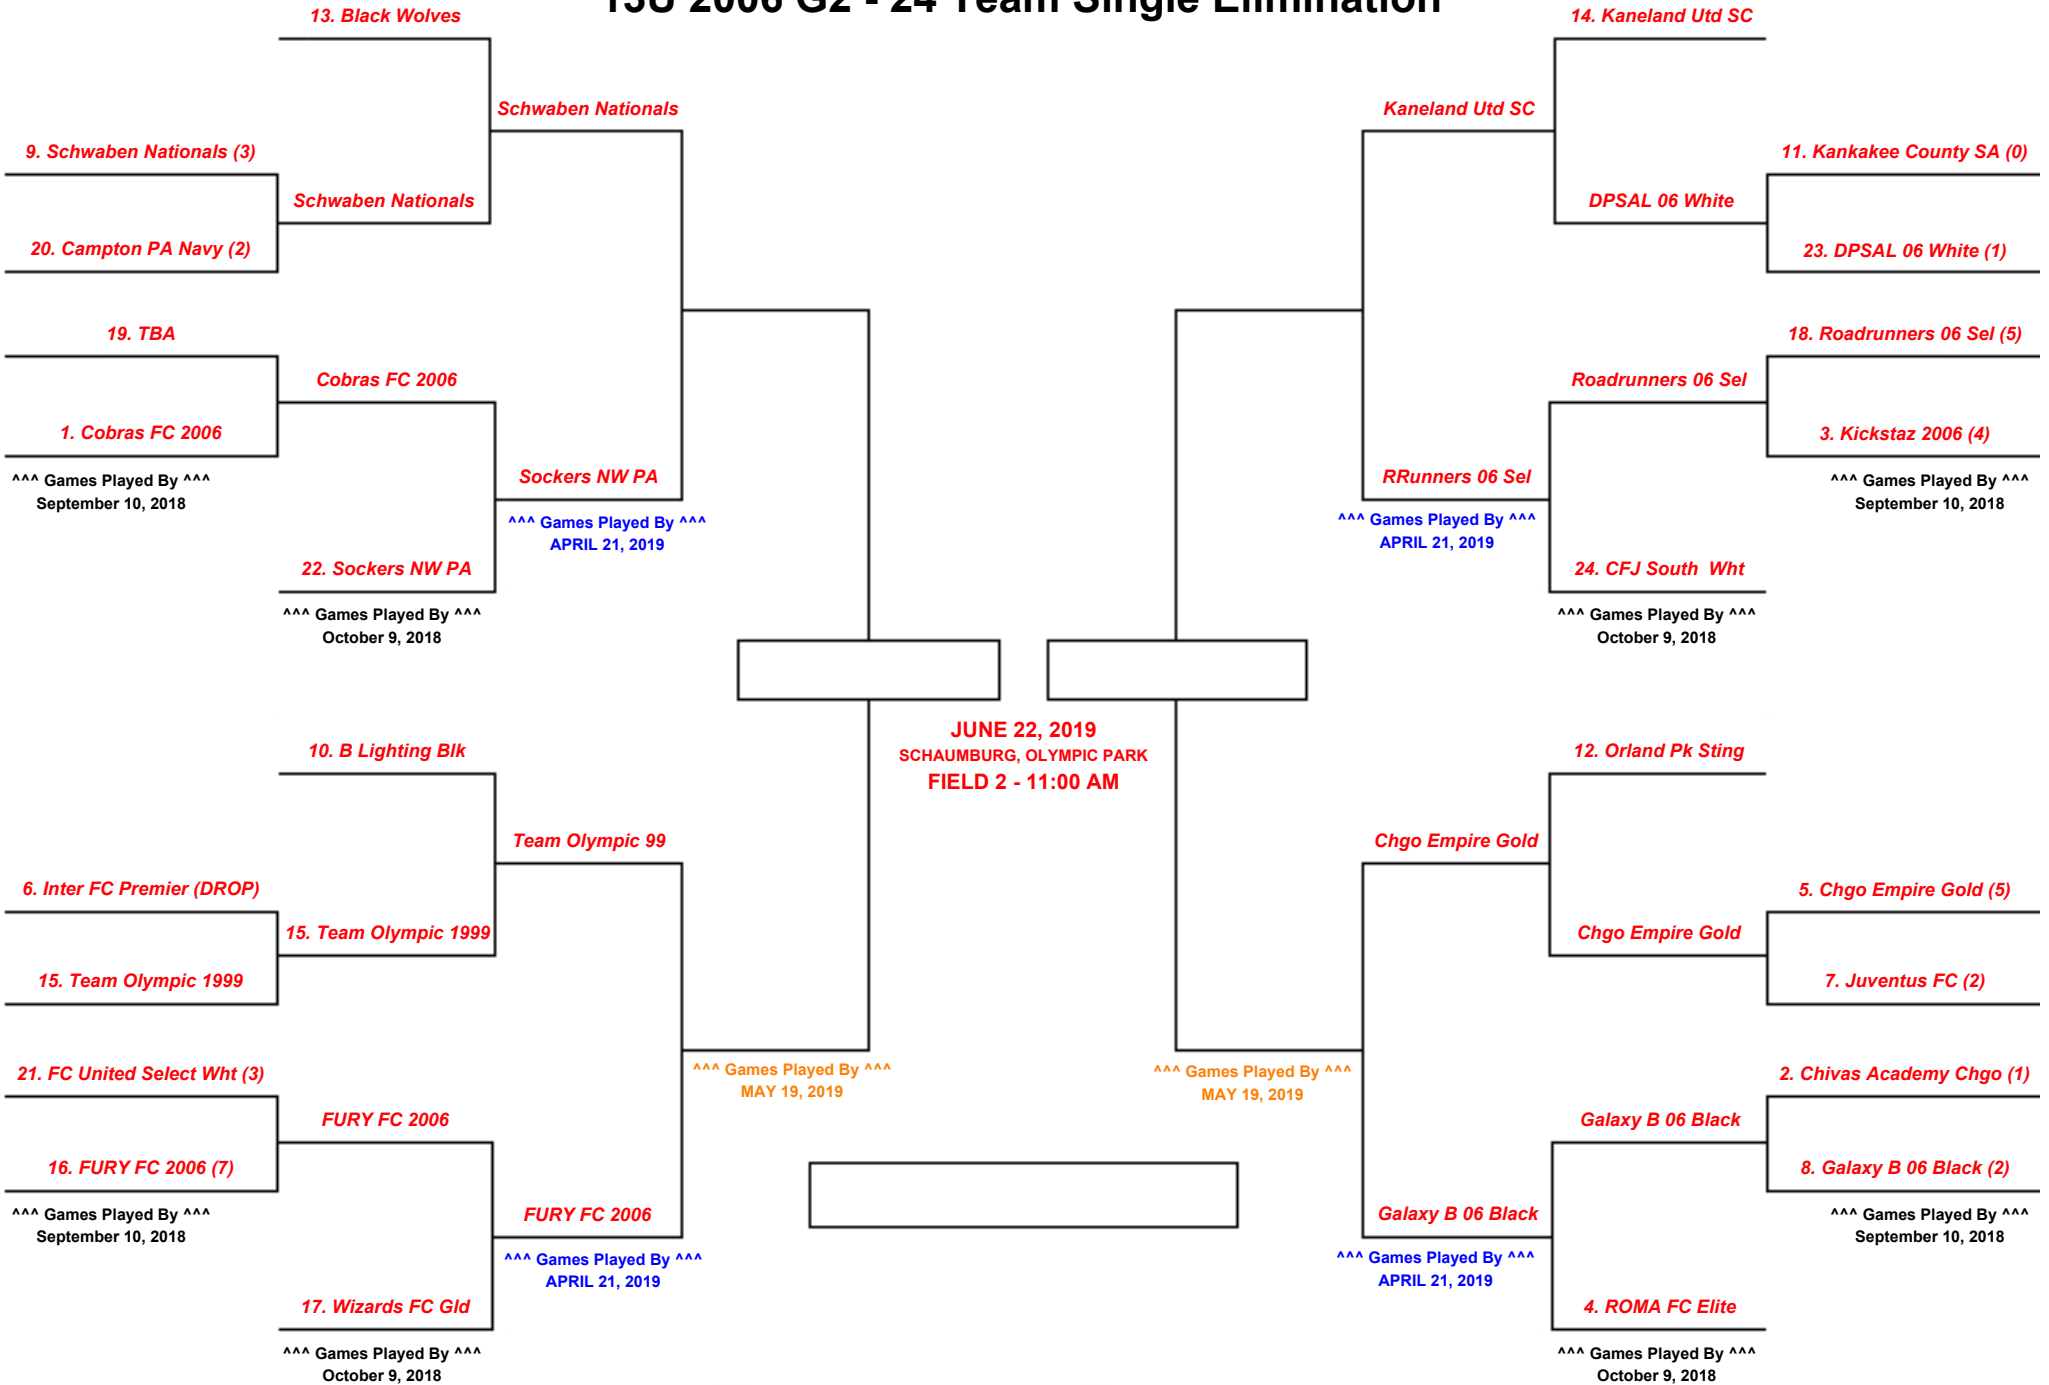 13U 2006 G2 - 24 Team Single Elimination
13. Black Wolves
Schwaben Nationals
9. Schwaben Nationals (3)
Schwaben Nationals
20. Campton PA Navy (2)
19. TBA
Cobras FC 2006
1. Cobras FC 2006
^^^ Games Played By ^^^
September 10, 2018
Sockers NW PA
^^^ Games Played By ^^^
APRIL 21, 2019
22. Sockers NW PA
^^^ Games Played By ^^^
October 9, 2018
10. B Lighting Blk
Team Olympic 99
6. Inter FC Premier (DROP)
15. Team Olympic 1999
15. Team Olympic 1999
21. FC United Select Wht (3)
FURY FC 2006
16. FURY FC 2006 (7)
^^^ Games Played By ^^^
September 10, 2018
FURY FC 2006
^^^ Games Played By ^^^
APRIL 21, 2019
17. Wizards FC Gld
^^^ Games Played By ^^^
October 9, 2018
^^^ Games Played By ^^^
MAY 19, 2019
JUNE 22, 2019
SCHAUMBURG, OLYMPIC PARK
FIELD 2 - 11:00 AM
14. Kaneland Utd SC
Kaneland Utd SC
11. Kankakee County SA (0)
DPSAL 06 White
23. DPSAL 06 White (1)
18. Roadrunners 06 Sel (5)
Roadrunners 06 Sel
3. Kickstaz 2006 (4)
^^^ Games Played By ^^^
September 10, 2018
RRunners 06 Sel
^^^ Games Played By ^^^
APRIL 21, 2019
24. CFJ South  Wht
^^^ Games Played By ^^^
October 9, 2018
12. Orland Pk Sting
Chgo Empire Gold
5. Chgo Empire Gold (5)
Chgo Empire Gold
7. Juventus FC (2)
^^^ Games Played By ^^^
MAY 19, 2019
2. Chivas Academy Chgo (1)
Galaxy B 06 Black
8. Galaxy B 06 Black (2)
^^^ Games Played By ^^^
September 10, 2018
Galaxy B 06 Black
^^^ Games Played By ^^^
APRIL 21, 2019
4. ROMA FC Elite
^^^ Games Played By ^^^
October 9, 2018